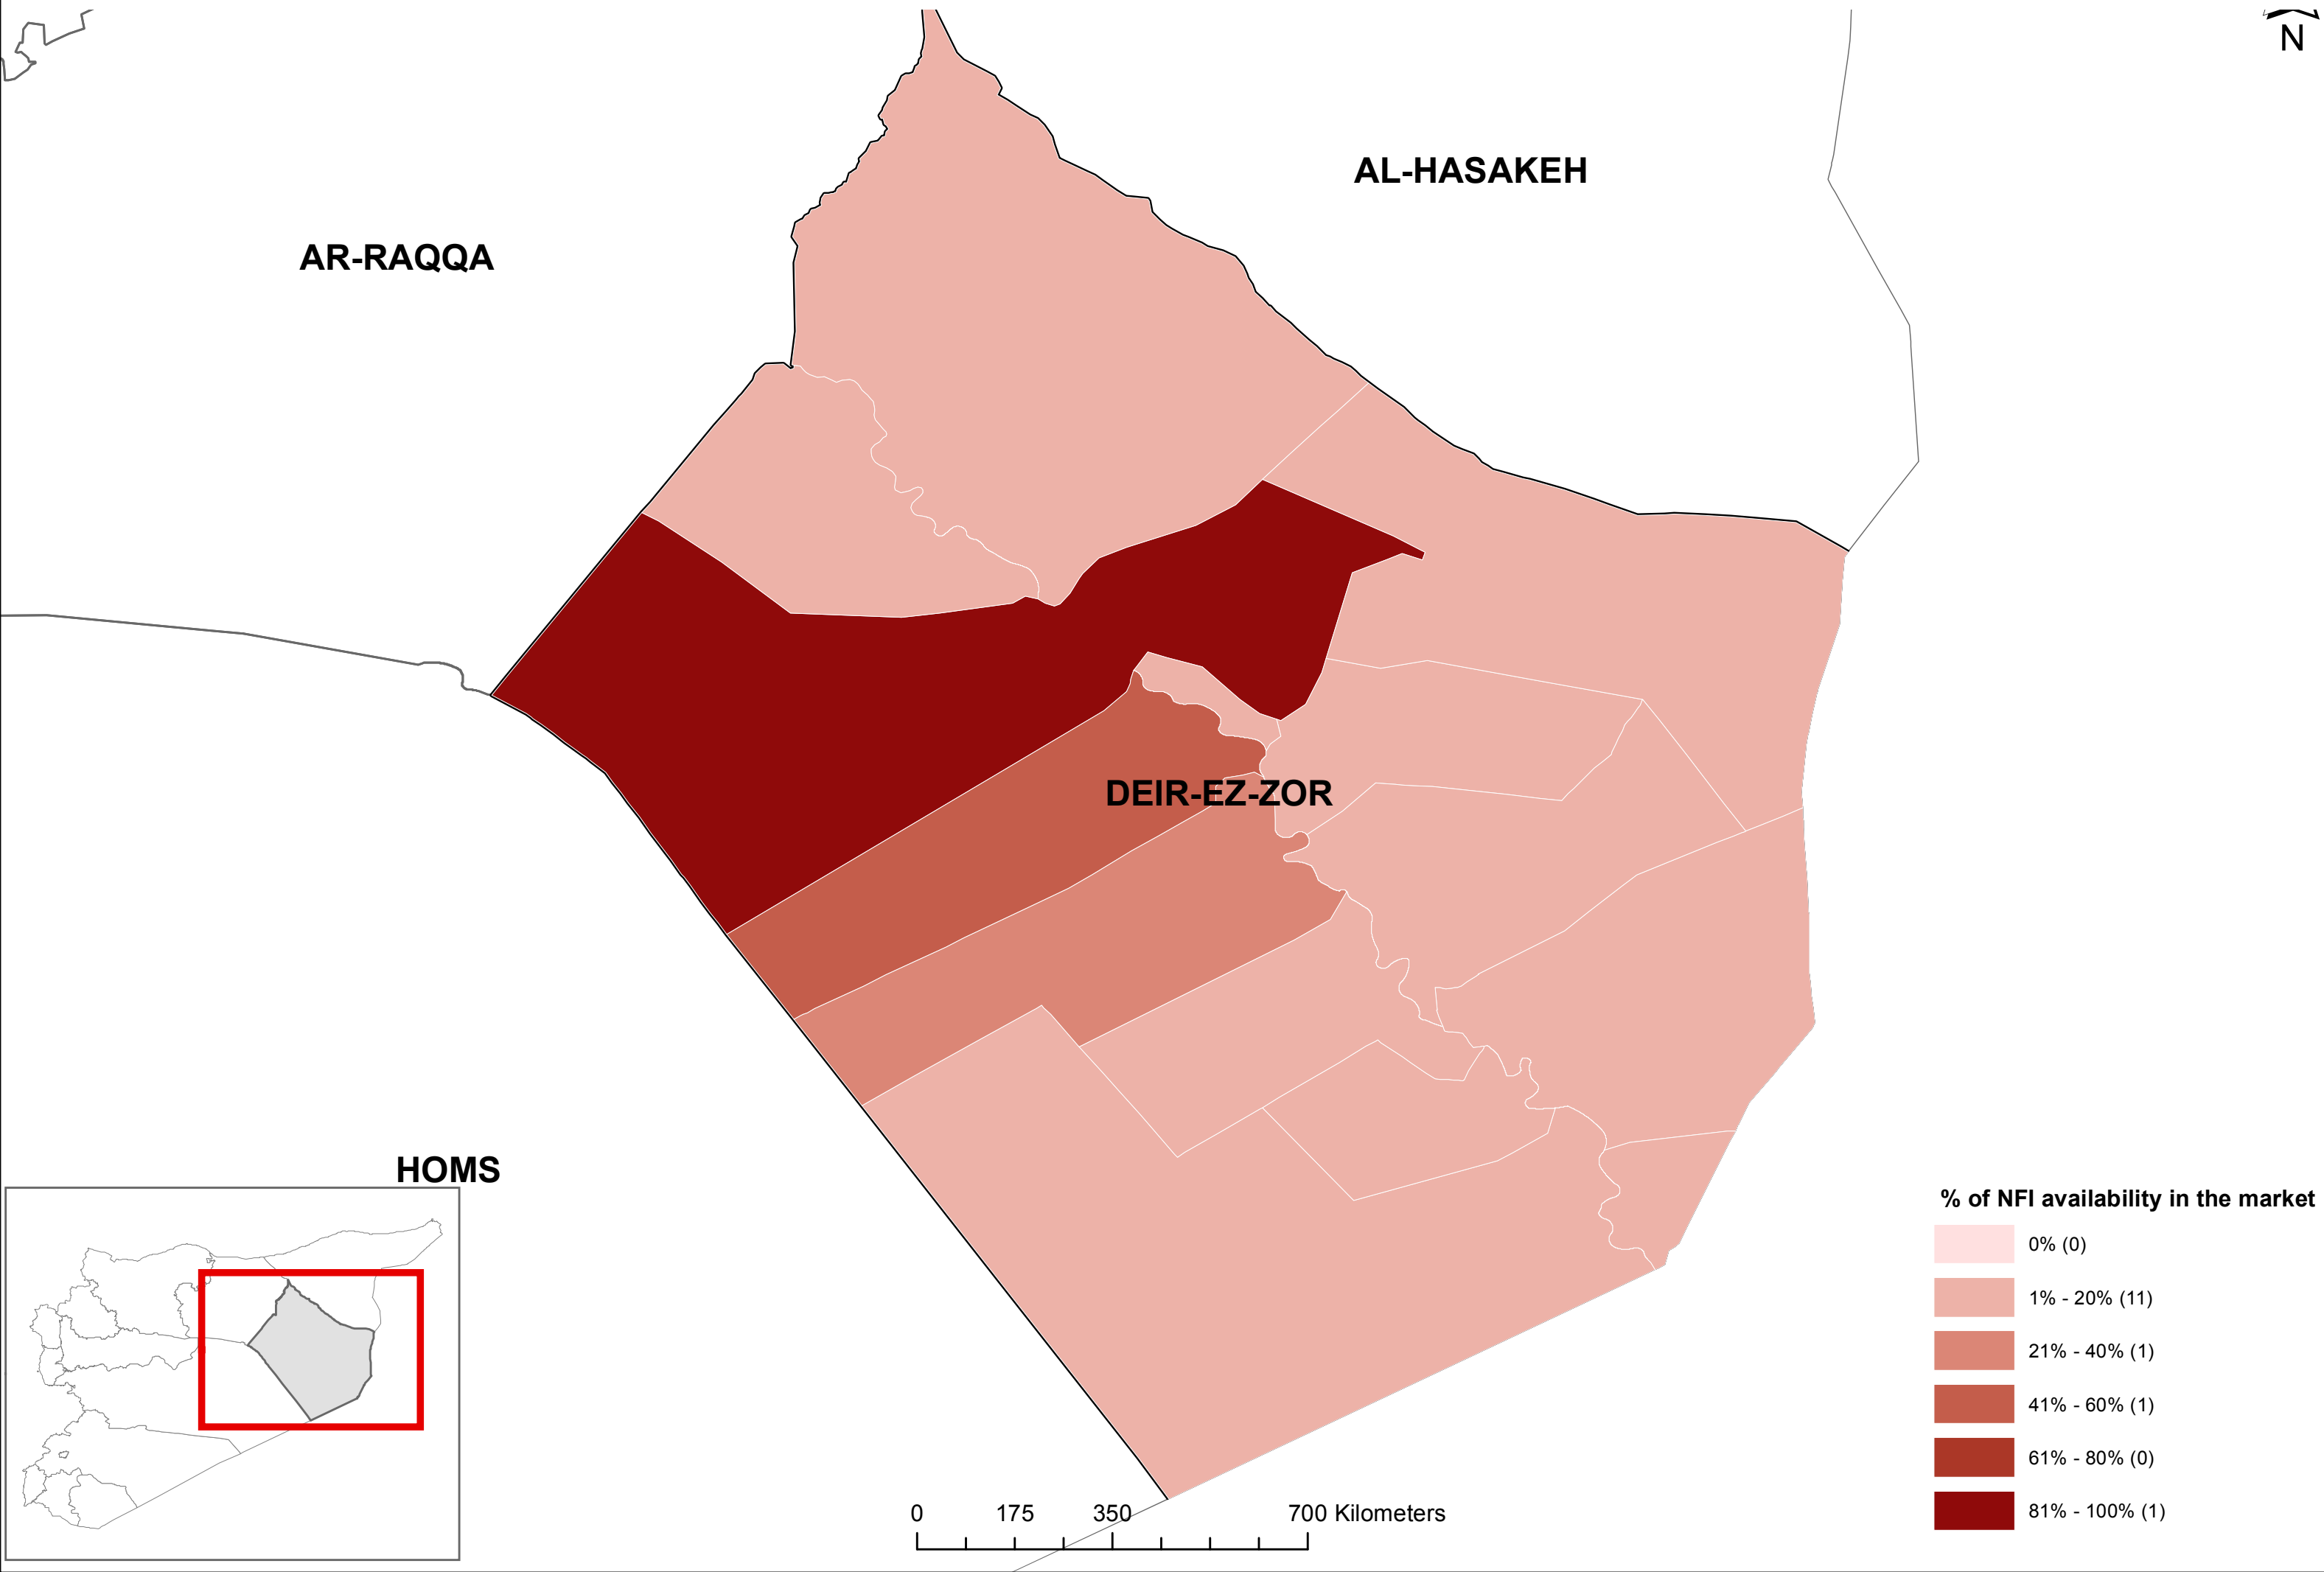 N
AL-HASAKEH
AR-RAQQA
DEIR-EZ-ZOR
HOMS
% of NFI availability in the market
0% (0)
1% - 20% (11)
21% - 40% (1)
41% - 60% (1)
61% - 80% (0)
81% - 100% (1)
0 175 350 700 Kilometers